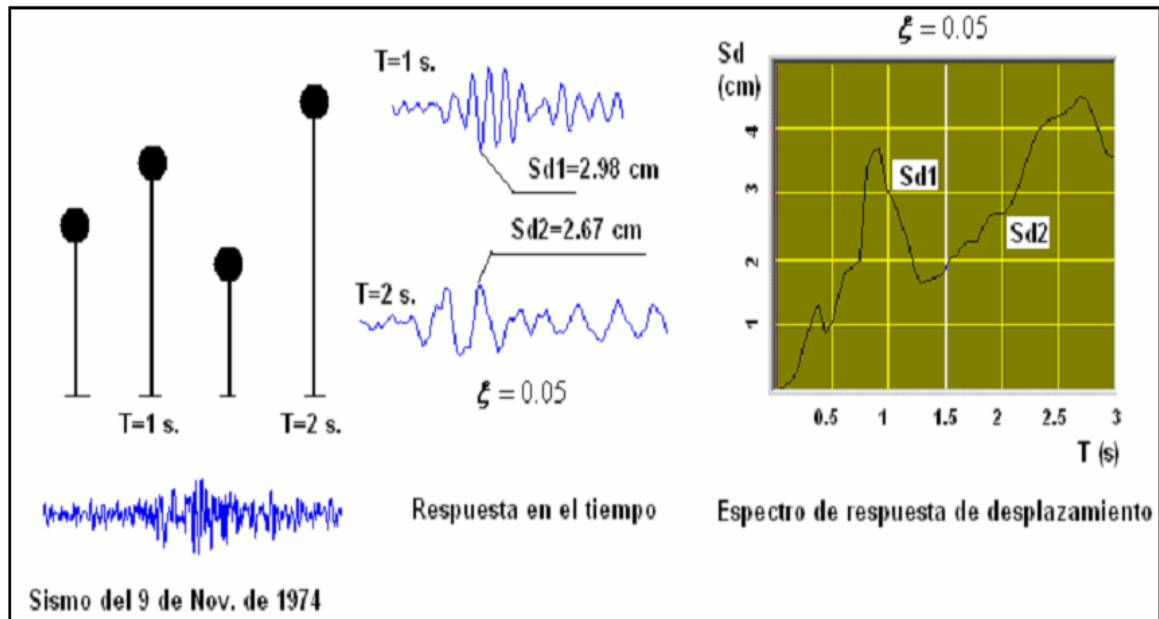 ξ = 0.05
Sd
(cm)
T=1 s.
Sd1=2.98 cm
Sd2=2.67 cm
T=2 s.
ξ = 0.05
4
3
2
1
Sd1
Sd2
0.5 1 1.5 2 2.5 3
T (s)
T=1 s. T=2 s.
Respuesta en el tiempo
Espectro de respuesta de desplazamiento
Sismo del 9 de Nov. de 1974